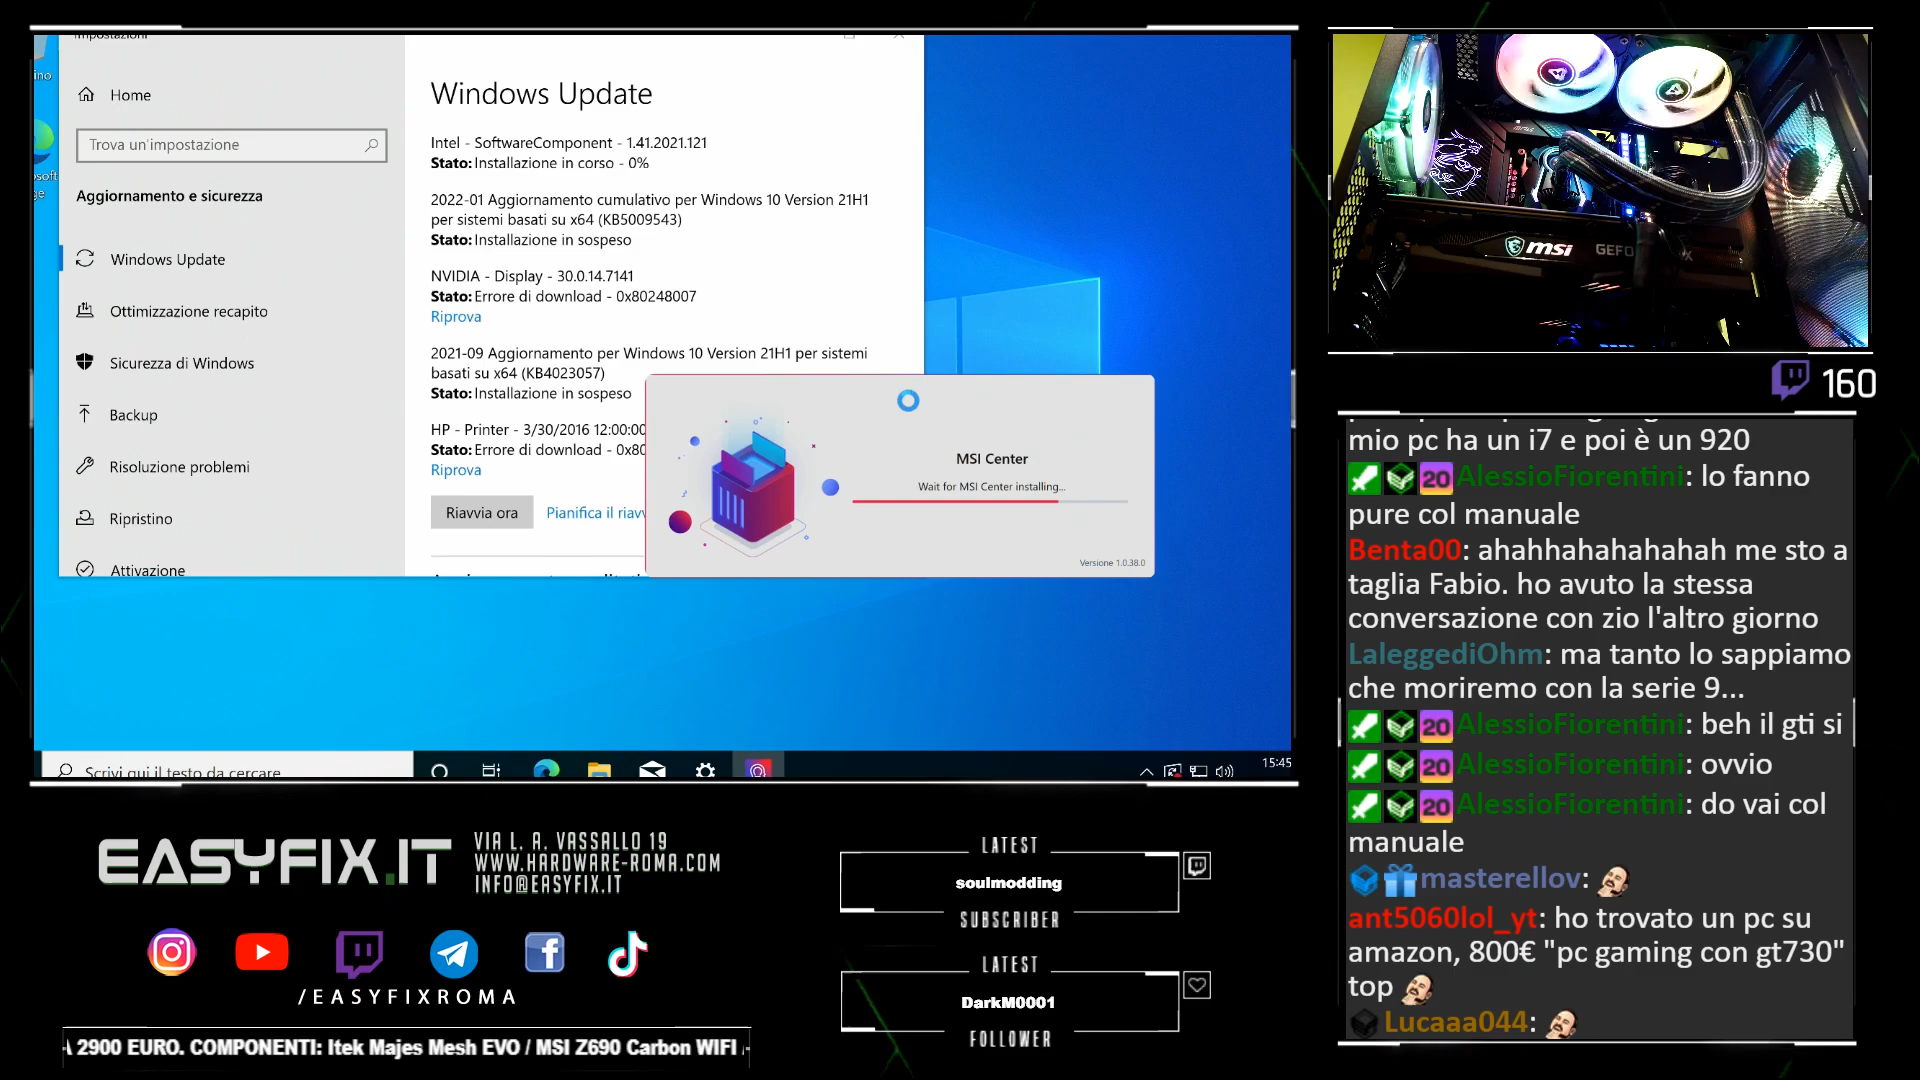 Impostazioni
Home
Trova un'impostazione
Aggiornamento e sicurezza
Windows Update
Ottimizzazione recapito
Sicurezza di Windows
Backup
Risoluzione problemi
Ripristino
Attivazione
Windows Update
Intel - SoftwareComponent - 1.41.2021.121
Stato: Installazione in corso - 0%
2022-01 Aggiornamento cumulativo per Windows 10 Version 21H1
per sistemi basati su x64 (KB5009543)
Stato: Installazione in sospeso
NVIDIA - Display - 30.0.14.7141
Stato: Errore di download - 0x80248007
Riprova
2021-09 Aggiornamento per Windows 10 Version 21H1 per sistemi
basati su x64 (KB4023057)
Stato: Installazione in sospeso
HP - Printer - 3/30/2016 12:00:00
Stato: Errore di download - 0x80
Riprova
Riavvia ora
Pianifica il riavv
MSI Center
Wait for MSI Center installing...
Versione 1.0.38.0
Scrivi qui il testo da cercare
15:45
msi GEFO
160
mio pc ha un i7 e poi è un 920
20 AlessioFiorentini: lo fanno
pure col manuale
Benta00: ahahhahahahahah me sto a
taglia Fabio. ho avuto la stessa
conversazione con zio l'altro giorno
LaleggediOhm: ma tanto lo sappiamo
che moriremo con la serie 9...
20 AlessioFiorentini: beh il gti si
20 AlessioFiorentini: ovvio
20 AlessioFiorentini: do vai col
manuale
masterellov:
ant5060lol_yt: ho trovato un pc su
amazon, 800€ "pc gaming con gt730"
top
Lucaaa044:
EASYFIX.IT
VIA L. A. VASSALLO 19
WWW.HARDWARE-ROMA.COM
INFO@EASYFIX.IT
/EASYFIXROMA
2900 EURO. COMPONENTI: Itek Majes Mesh EVO / MSI Z690 Carbon WIFI
LATEST
soulmodding
SUBSCRIBER
LATEST
DarkM0001
FOLLOWER